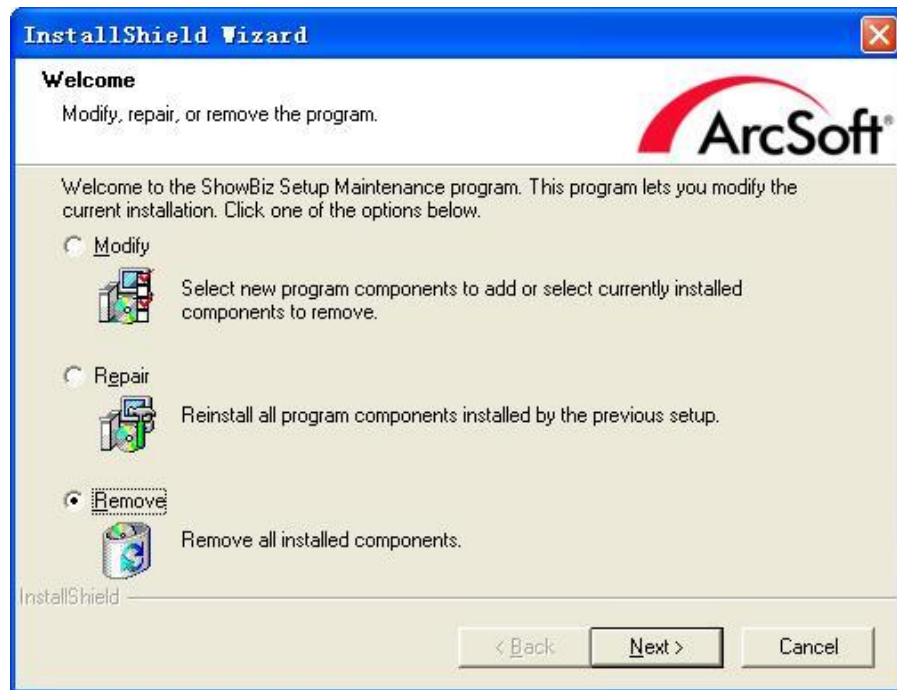 InstallShield Wizard
Welcome
Modify, repair, or remove the program.
ArcSoft®
Welcome to the ShowBiz Setup Maintenance program. This program lets you modify the
current installation. Click one of the options below.
Modify
Select new program components to add or select currently installed
components to remove.
Repair
Reinstall all program components installed by the previous setup.
Remove
Remove all installed components.
InstallShield
< Back
Next >
Cancel